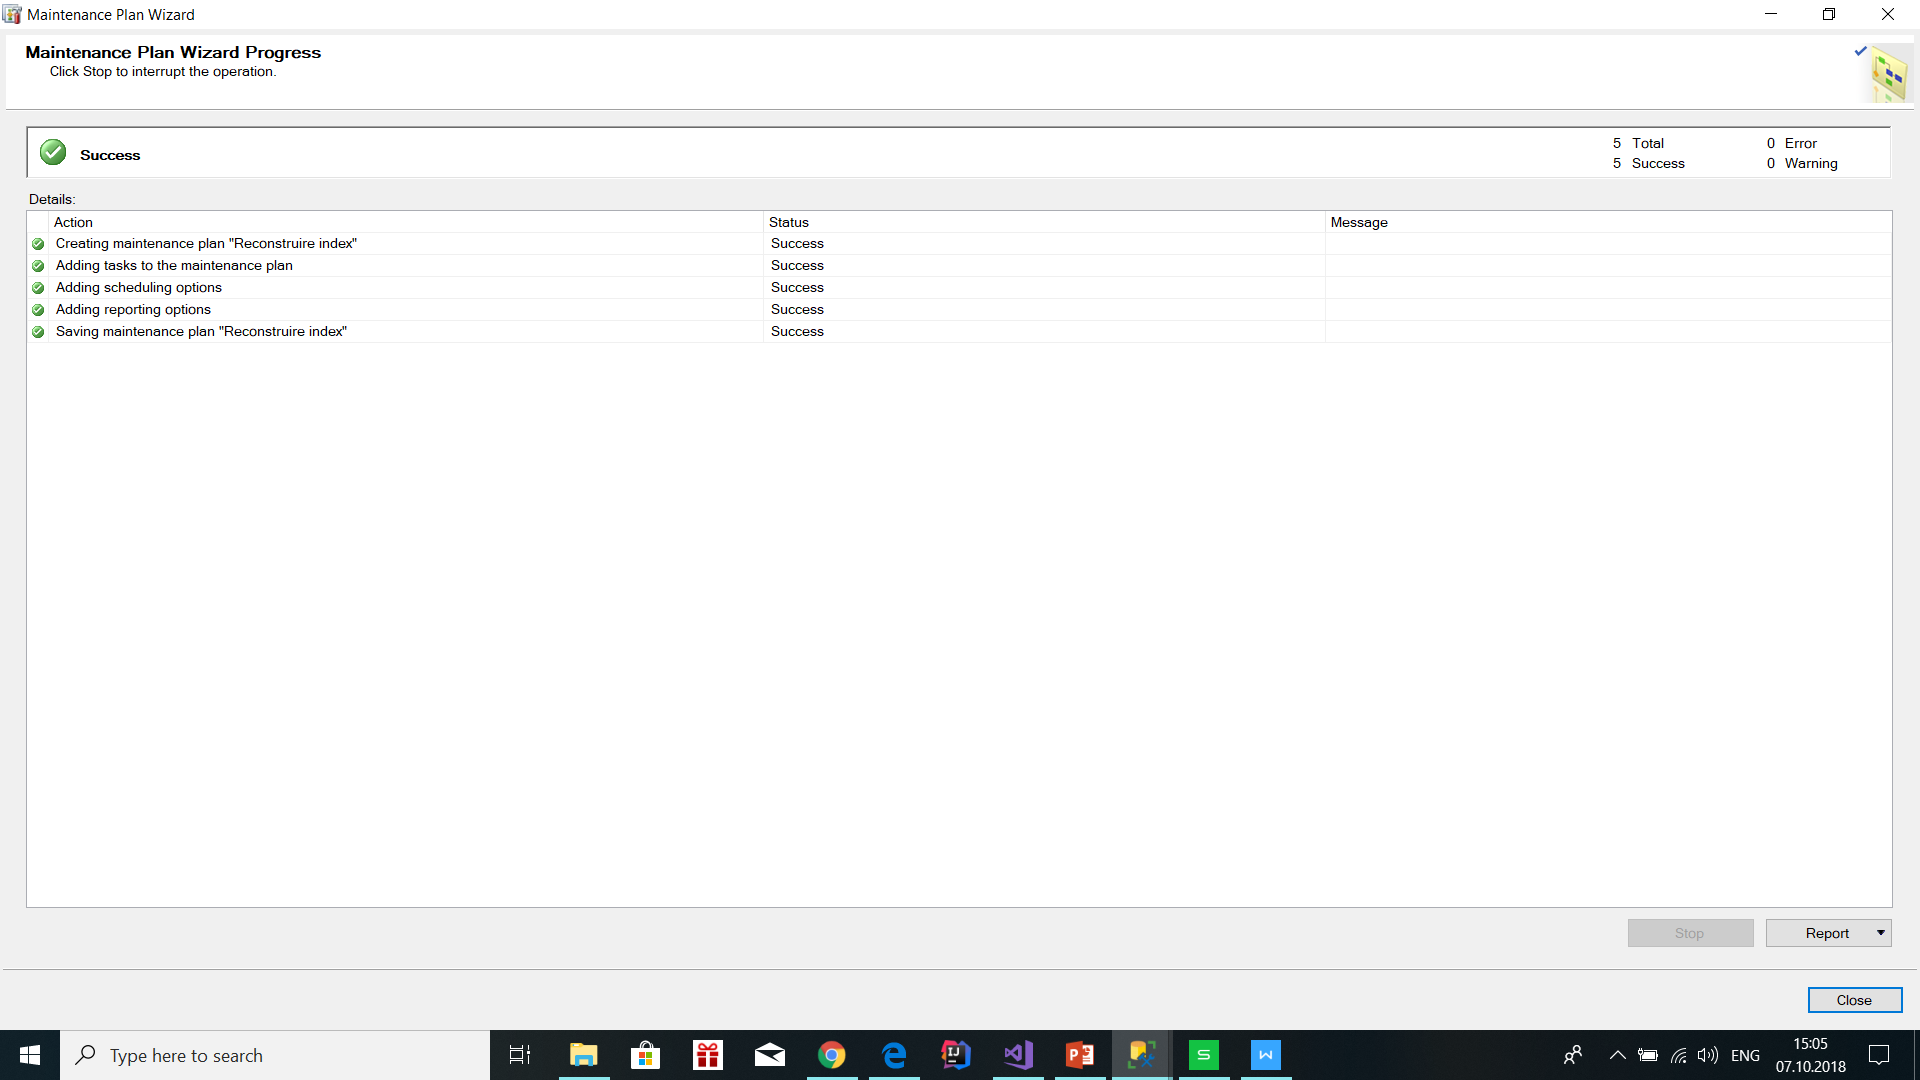 Maintenance Plan Wizard
Maintenance Plan Wizard Progress
Click Stop to interrupt the operation.
Success
5 Total 0 Error
5 Success 0 Warning
Details:
Action Status Message
Creating maintenance plan "Reconstruire index" Success
Adding tasks to the maintenance plan Success
Adding scheduling options Success
Adding reporting options Success
Saving maintenance plan "Reconstruire index" Success
Stop Report
Close
Type here to search
ENG
15:05
07.10.2018